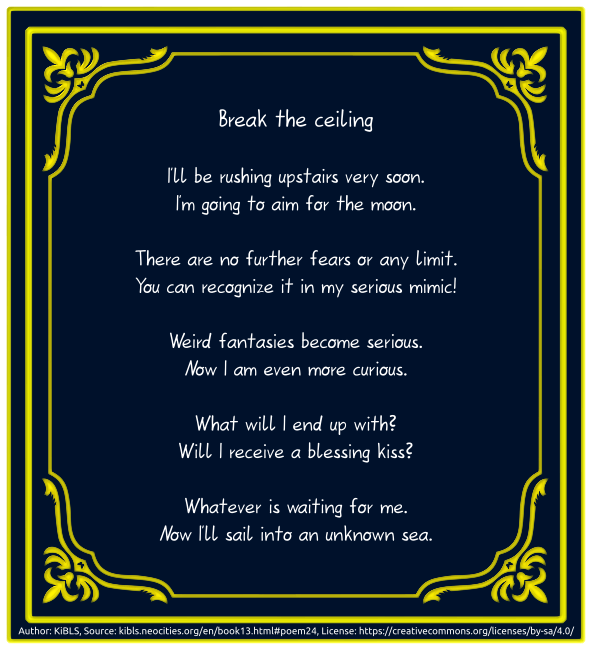 Break the ceiling
I'll be rushing upstairs very soon.
I'm going to aim for the moon.
There are no further fears or any limit.
You can recognize it in my serious mimic!
Weird fantasies become serious.
Now I am even more curious.
What will I end up with?
Will I receive a blessing kiss?
Whatever is waiting for me.
Now I'll sail into an unknown sea.
Author: KiBLS, Source: kibls.neocities.org/en/book13.html#poem24, License: https://creativecommons.org/licenses/by-sa/4.0/